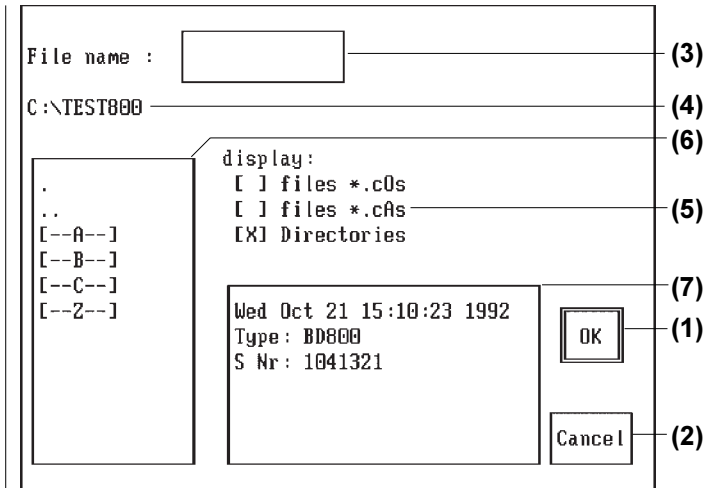 File name :
(3)
C:\TEST800
(4)
(6)
display:
[ ] files *.cOs
[ ] files *.cAs
(5)
[X] Directories
.
..
[--A--]
[--B--]
[--C--]
[--Z--]
(7)
Wed Oct 21 15:10:23 1992
Type: BD800
S Nr: 1041321
OK
(1)
Cancel
(2)